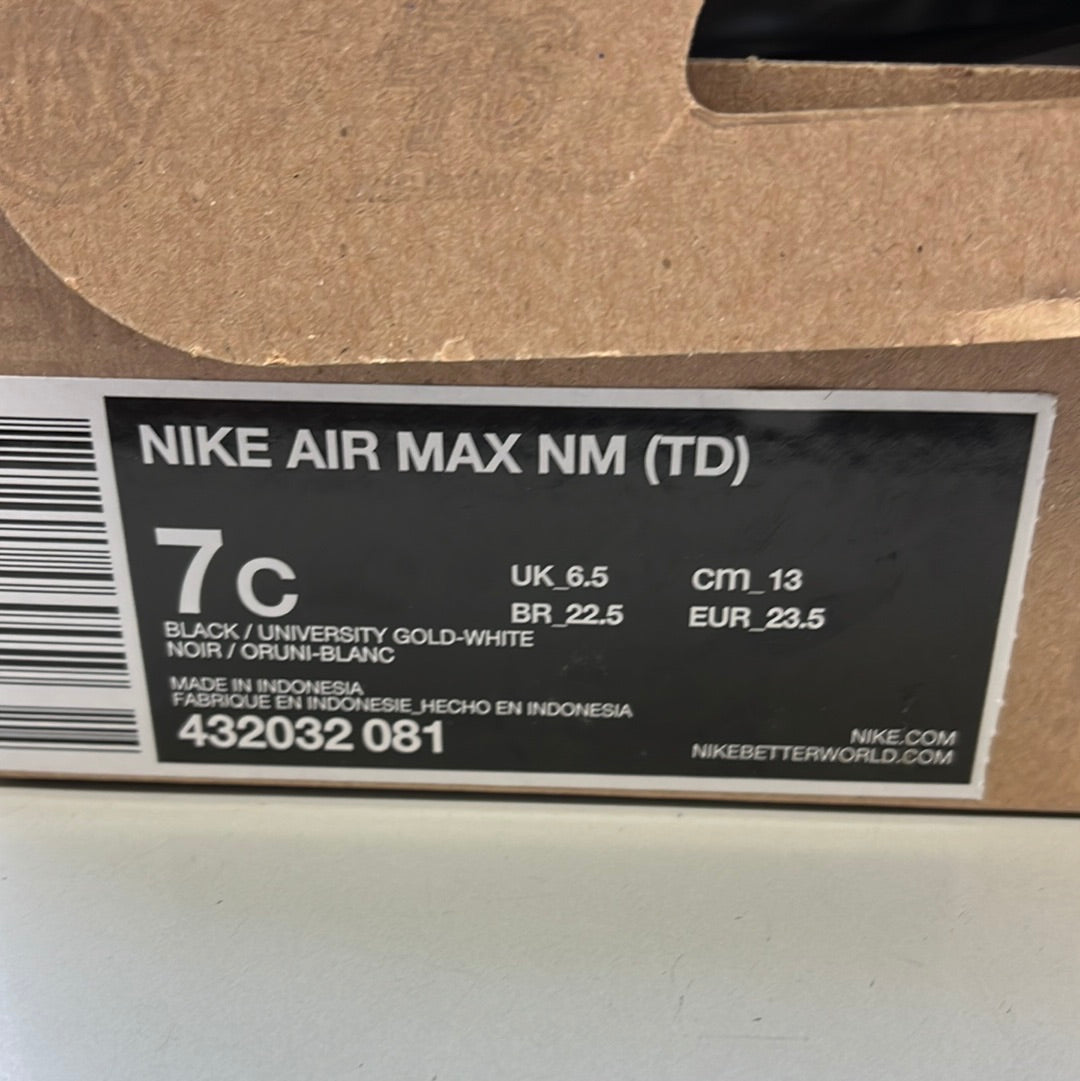 NIKE AIR MAX NM (TD)
7C
UK_6.5 cm_13
BR_22.5 EUR_23.5
BLACK / UNIVERSITY GOLD-WHITE
NOIR / ORUNI-BLANC
MADE IN INDONESIA
FABRIQUE EN INDONESIE_HECHO EN INDONESIA
432032 081
NIKE.COM
NIKEBETTERWORLD.COM